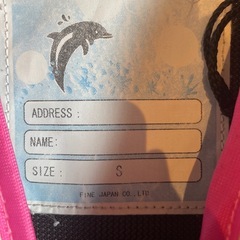 ADDRESS :
NAME:
SIZE : S
FINE JAPAN CO.,LTD